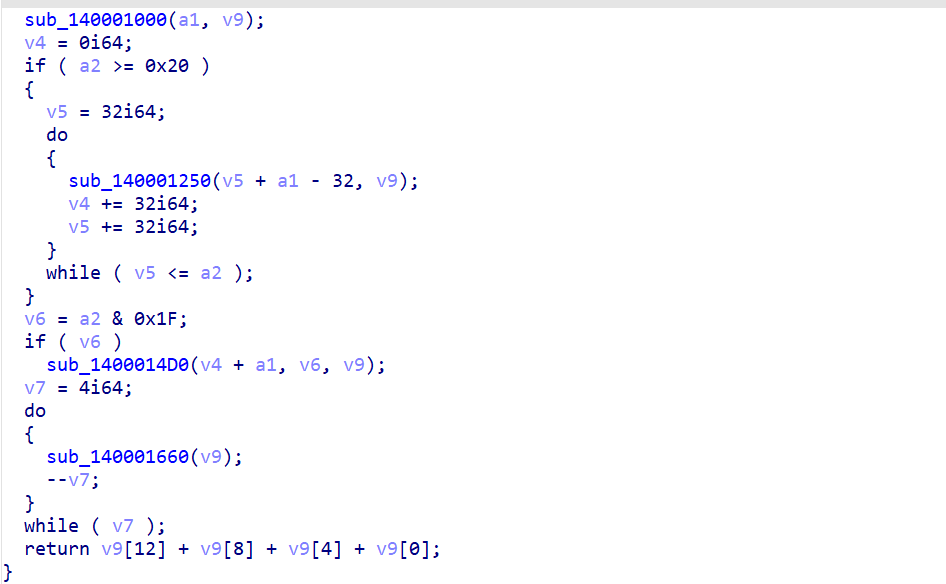 sub_140001000(a1, v9);
v4 = 0i64;
if ( a2 >= 0x20 )
{
v5 = 32i64;
do
{
sub_140001250(v5 + a1 - 32, v9);
v4 += 32i64;
v5 += 32i64;
}
while ( v5 <= a2 );
}
v6 = a2 & 0x1F;
if ( v6 )
sub_1400014D0(v4 + a1, v6, v9);
v7 = 4i64;
do
{
sub_140001660(v9);
--v7;
}
while ( v7 );
return v9[12] + v9[8] + v9[4] + v9[0];
}